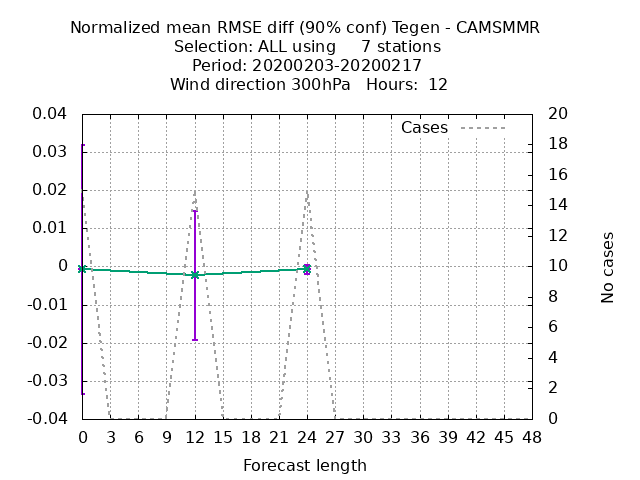 Normalized mean RMSE diff (90% conf) Tegen - CAMSMMR
Selection: ALL using     7 stations
Period: 20200203-20200217
Wind direction 300hPa   Hours:  12
Cases
0.04
0.03
0.02
0.01
0
-0.01
-0.02
-0.03
-0.04
20
18
16
14
12
10
8
6
4
2
0
No cases
0 3 6 9 12 15 18 21 24 27 30 33 36 39 42 45 48
Forecast length